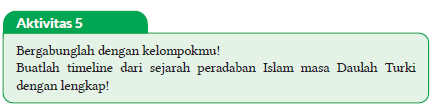 Aktivitas 5
Bergabunglah dengan kelompokmu!
Buatlah timeline dari sejarah peradaban Islam masa Daulah Turki
dengan lengkap!